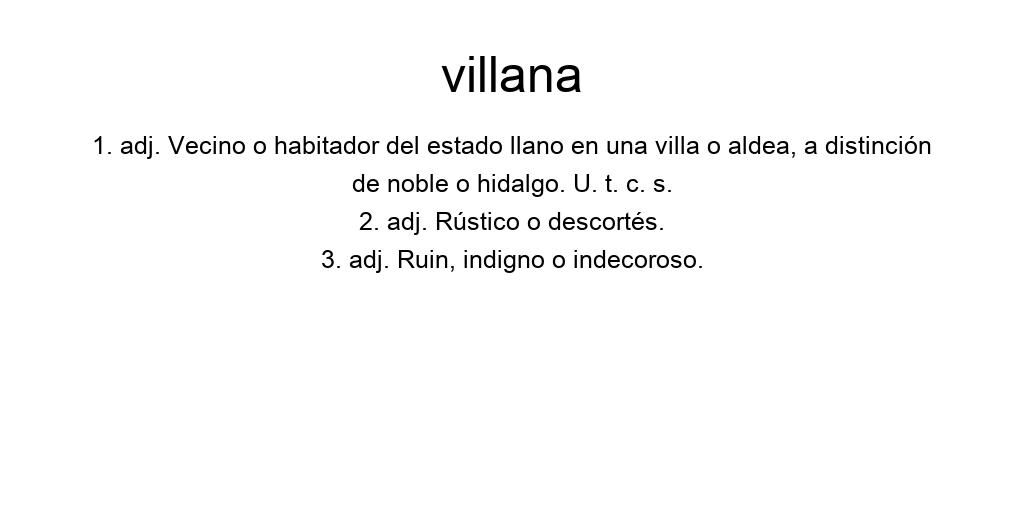 villana
1. adj. Vecino o habitador del estado llano en una villa o aldea, a distinción
de noble o hidalgo. U. t. c. s.
2. adj. Rústico o descortés.
3. adj. Ruin, indigno o indecoroso.